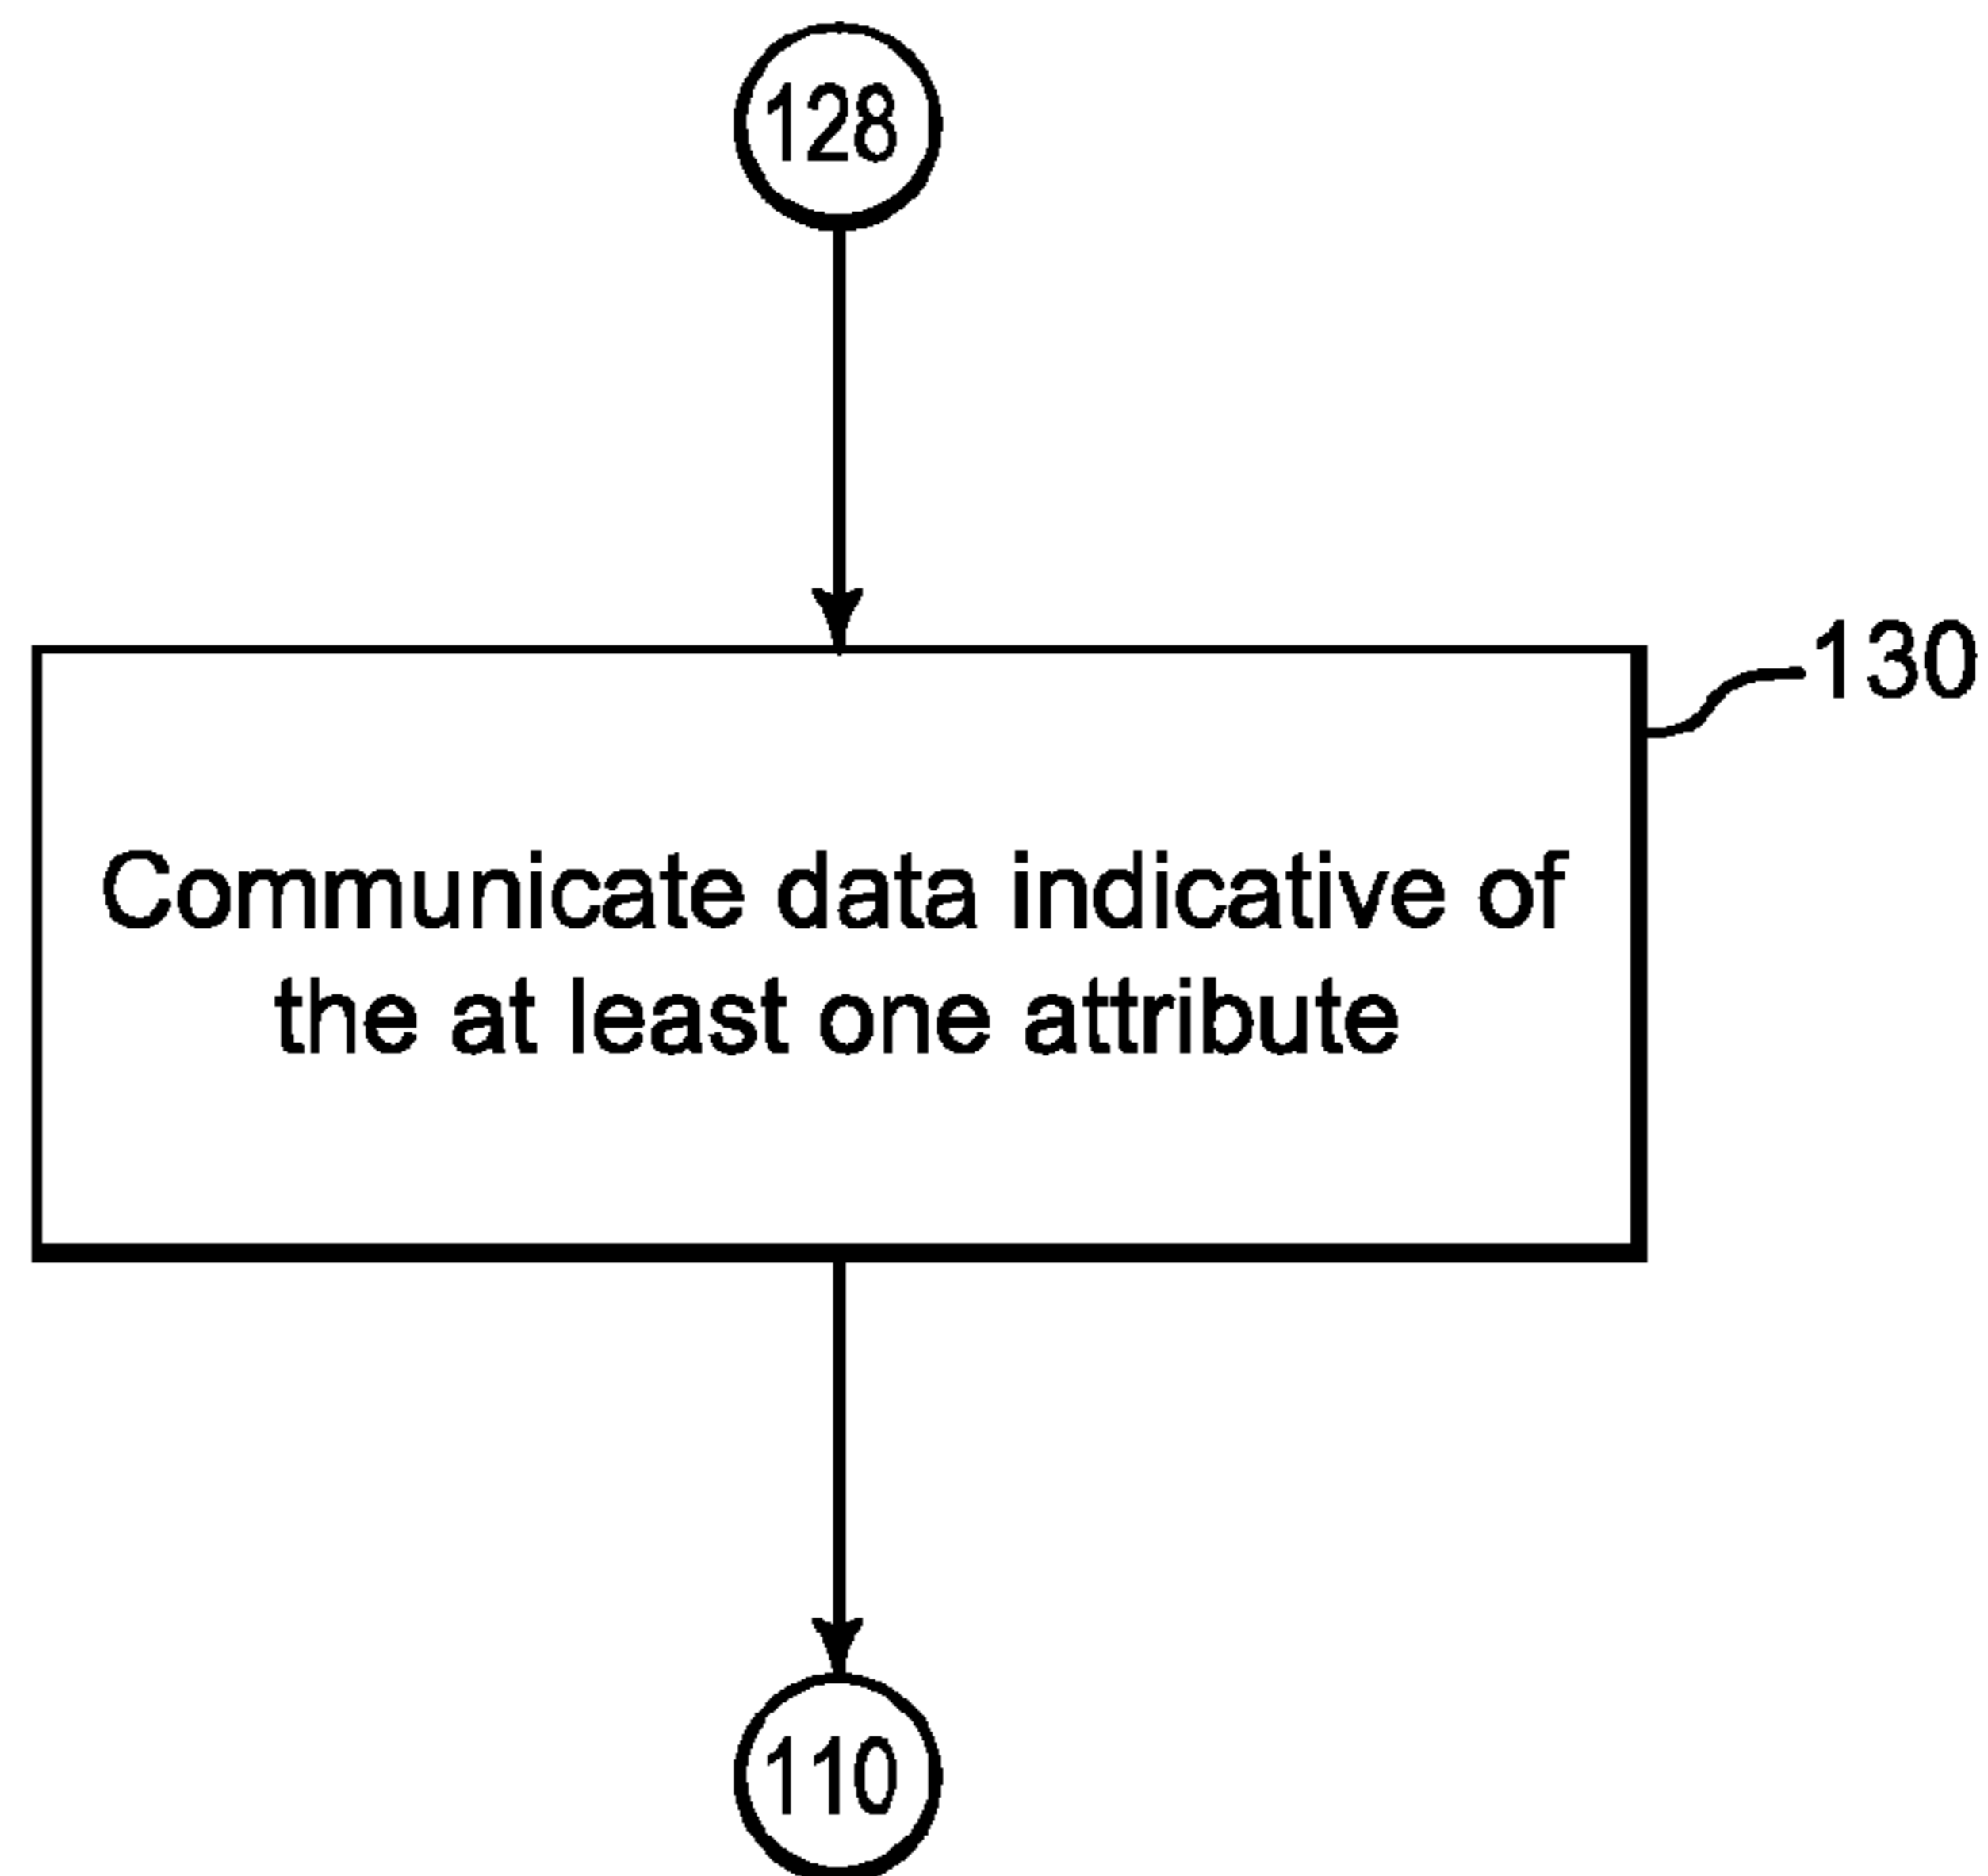 128
130
Communicate data indicative of
the at least one attribute
110